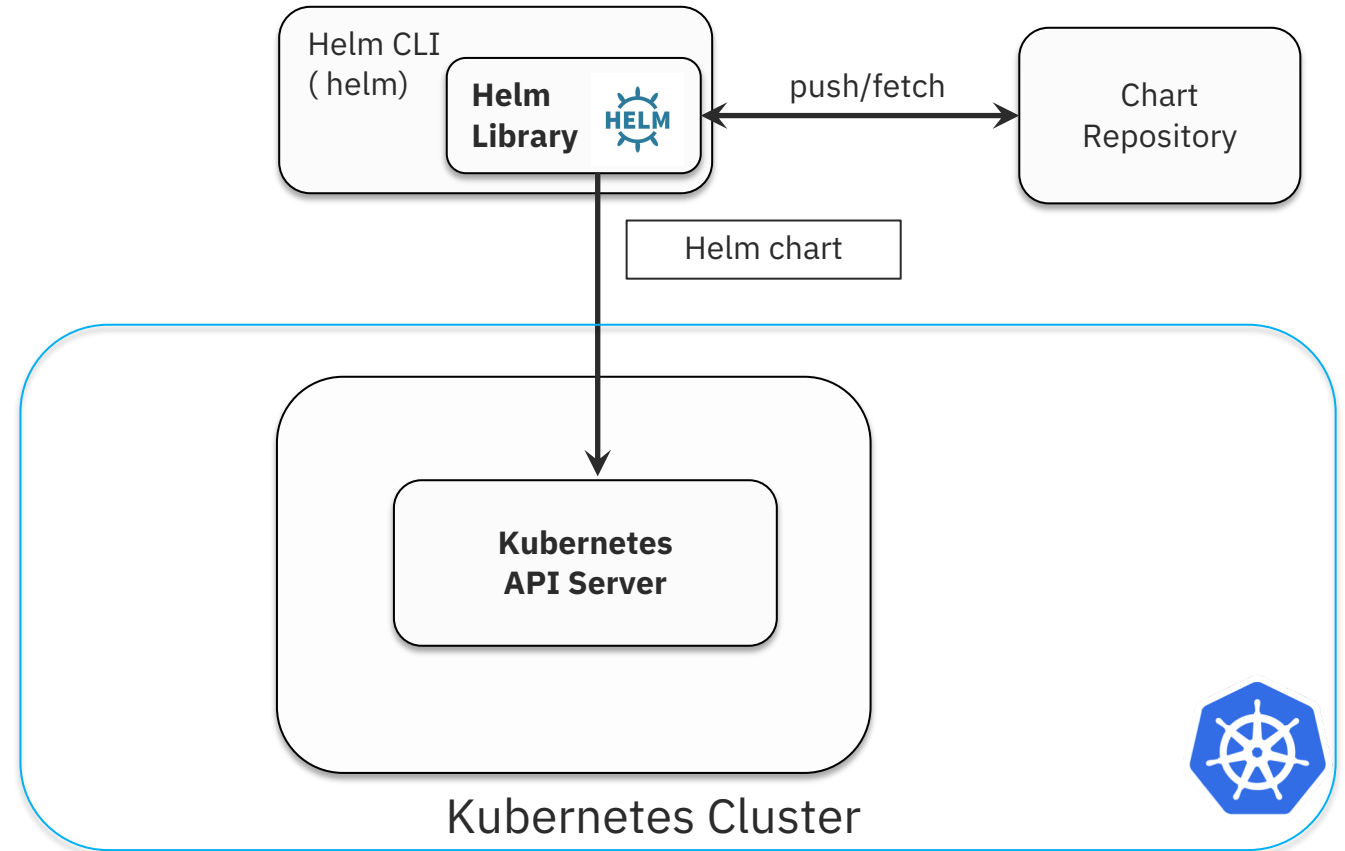 Helm CLI
( helm)
Helm
Library
HELM
push/fetch
Chart
Repository
Helm chart
Kubernetes
API Server
Kubernetes Cluster